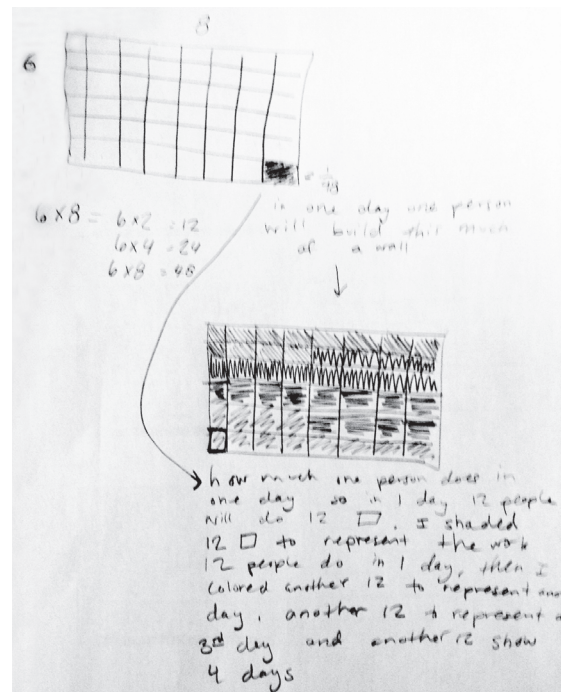 8
6
= 1/48
6x8 = 6x2 = 12
6x4 = 24
6x8 = 48
in one day one person
will build this much
of a wall
how much one person does in
one day so in 1 day 12 people
will do 12 □. I shaded
12 □ to represent the work
12 people do in 1 day, then I
colored another 12 to represent
day, another 12 to represent
3rd day and another 12 show
4 days